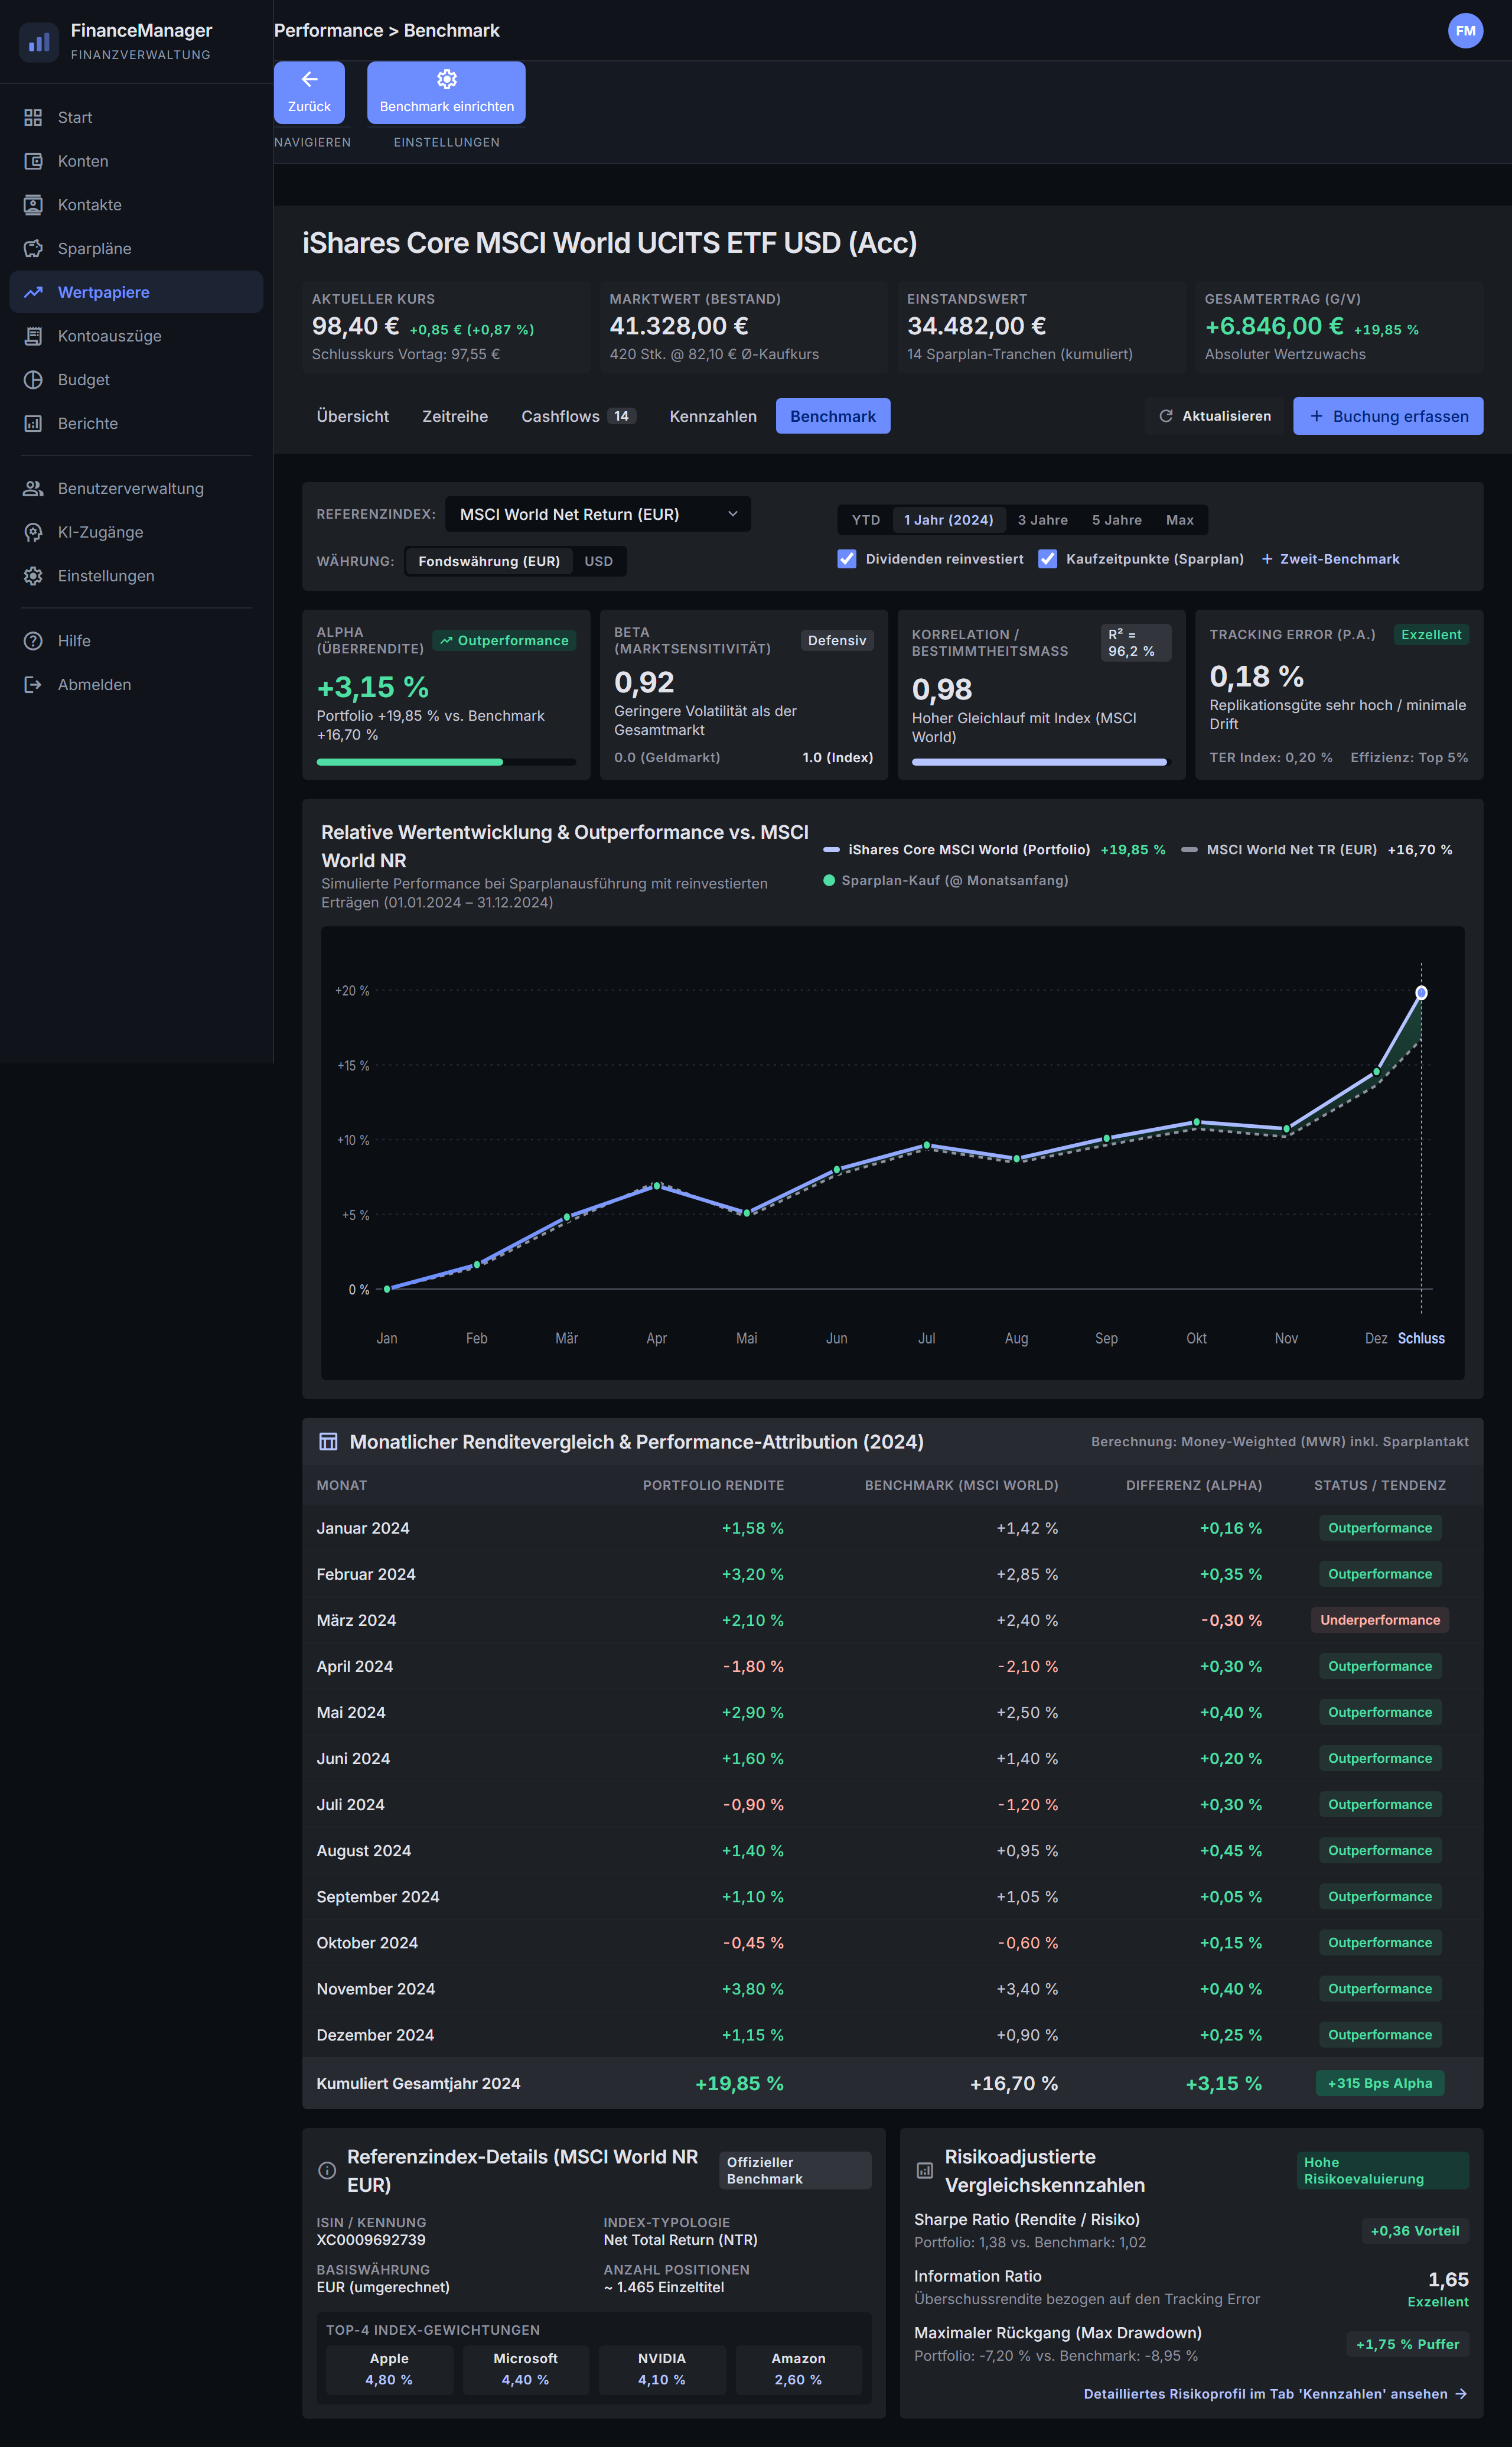 FinanceManager
FINANZVERWALTUNG
Start
Konten
Kontakte
Sparpläne
Wertpapiere
Kontoauszüge
Budget
Berichte
Benutzerverwaltung
KI-Zugänge
Einstellungen
Hilfe
Abmelden
Performance > Benchmark
FM
Zurück
Benchmark einrichten
NAVIGIEREN
EINSTELLUNGEN
iShares Core MSCI World UCITS ETF USD (Acc)
AKTUELLER KURS
98,40 € +0,85 € (+0,87 %)
Schlusskurs Vortag: 97,55 €
MARKTWERT (BESTAND)
41.328,00 €
420 Stk. @ 82,10 € Ø-Kaufkurs
EINSTANDSWERT
34.482,00 €
14 Sparplan-Tranchen (kumuliert)
GESAMTERTRAG (G/V)
+6.846,00 € +19,85 %
Absoluter Wertzuwachs
Übersicht
Zeitreihe
Cashflows 14
Kennzahlen
Benchmark
Aktualisieren
+ Buchung erfassen
REFERENZINDEX: MSCI World Net Return (EUR)
WÄHRUNG: Fondswährung (EUR) USD
YTD 1 Jahr (2024) 3 Jahre 5 Jahre Max
Dividenden reinvestiert Kaufzeitpunkte (Sparplan) + Zweit-Benchmark
ALPHA
(ÜBERRENDITE)
Outperformance
+3,15 %
Portfolio +19,85 % vs. Benchmark
+16,70 %
BETA
(MARKTSENSITIVITÄT)
Defensiv
0,92
Geringere Volatilität als der
Gesamtmarkt
0.0 (Geldmarkt) 1.0 (Index)
KORRELATION /
BESTIMMTHEITSMASS
R² =
96,2 %
0,98
Hoher Gleichlauf mit Index (MSCI
World)
TRACKING ERROR (P.A.)
Exzellent
0,18 %
Replikationsgüte sehr hoch / minimale
Drift
TER Index: 0,20 % Effizienz: Top 5%
Relative Wertentwicklung & Outperformance vs. MSCI
World NR
Simulierte Performance bei Sparplanausführung mit reinvestierten
Erträgen (01.01.2024 – 31.12.2024)
iShares Core MSCI World (Portfolio) +19,85 %
MSCI World Net TR (EUR) +16,70 %
Sparplan-Kauf (@ Monatsanfang)
+20 %
+15 %
+10 %
+5 %
0 %
Jan Feb Mär Apr Mai Jun Jul Aug Sep Okt Nov Dez Schluss
Monatlicher Renditevergleich & Performance-Attribution (2024)
Berechnung: Money-Weighted (MWR) inkl. Sparplantakt
MONAT PORTFOLIO RENDITE BENCHMARK (MSCI WORLD) DIFFERENZ (ALPHA) STATUS / TENDENZ
Januar 2024 +1,58 % +1,42 % +0,16 % Outperformance
Februar 2024 +3,20 % +2,85 % +0,35 % Outperformance
März 2024 +2,10 % +2,40 % -0,30 % Underperformance
April 2024 -1,80 % -2,10 % +0,30 % Outperformance
Mai 2024 +2,90 % +2,50 % +0,40 % Outperformance
Juni 2024 +1,60 % +1,40 % +0,20 % Outperformance
Juli 2024 -0,90 % -1,20 % +0,30 % Outperformance
August 2024 +1,40 % +0,95 % +0,45 % Outperformance
September 2024 +1,10 % +1,05 % +0,05 % Outperformance
Oktober 2024 -0,45 % -0,60 % +0,15 % Outperformance
November 2024 +3,80 % +3,40 % +0,40 % Outperformance
Dezember 2024 +1,15 % +0,90 % +0,25 % Outperformance
Kumuliert Gesamtjahr 2024 +19,85 % +16,70 % +3,15 % +315 Bps Alpha
Referenzindex-Details (MSCI World NR
EUR)
Offizieller
Benchmark
ISIN / KENNUNG
XC0009692739
INDEX-TYPOLOGIE
Net Total Return (NTR)
BASISWÄHRUNG
EUR (umgerechnet)
ANZAHL POSITIONEN
~ 1.465 Einzeltitel
TOP-4 INDEX-GEWICHTUNGEN
Apple
4,80 %
Microsoft
4,40 %
NVIDIA
4,10 %
Amazon
2,60 %
Risikoadjustierte
Vergleichskennzahlen
Hohe
Risikoevaluierung
Sharpe Ratio (Rendite / Risiko)
Portfolio: 1,38 vs. Benchmark: 1,02
+0,36 Vorteil
Information Ratio
Überschussrendite bezogen auf den Tracking Error
1,65
Exzellent
Maximaler Rückgang (Max Drawdown)
Portfolio: -7,20 % vs. Benchmark: -8,95 %
+1,75 % Puffer
Detailliertes Risikoprofil im Tab 'Kennzahlen' ansehen →